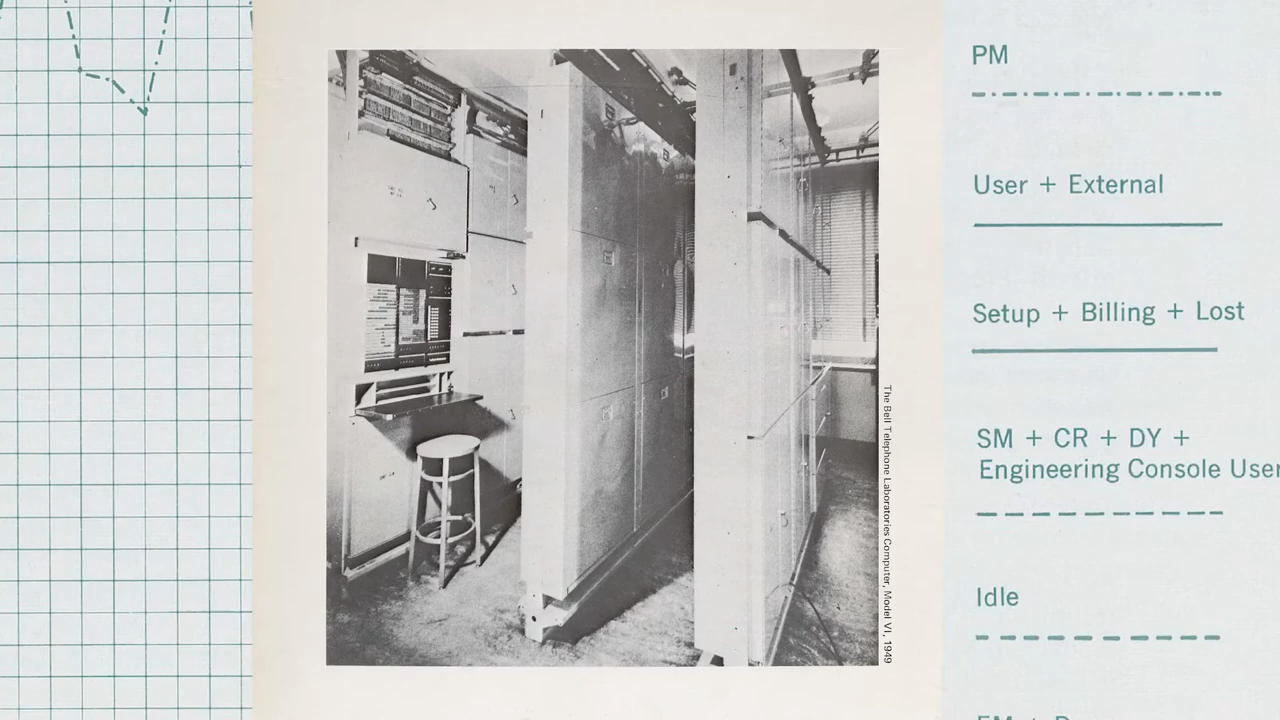 The Bell Telephone Laboratories Computer, Model VI, 1949
PM
User + External
Setup + Billing + Lost
SM + CR + DY +
Engineering Console User
Idle